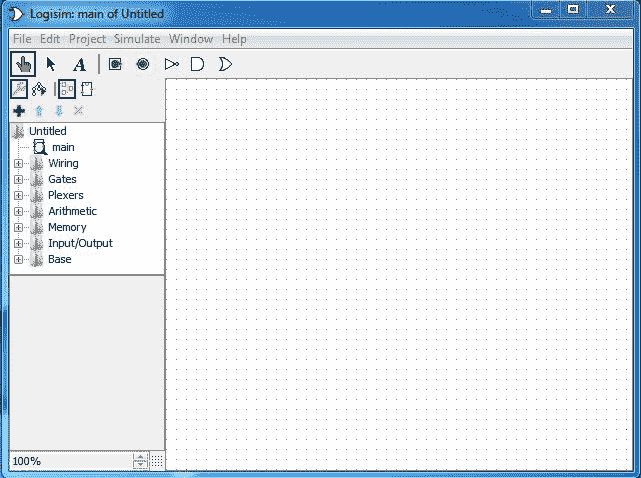 Logisim: main of Untitled
File Edit Project Simulate Window Help
A
Untitled
main
Wiring
Gates
Plexers
Arithmetic
Memory
Input/Output
Base
100%